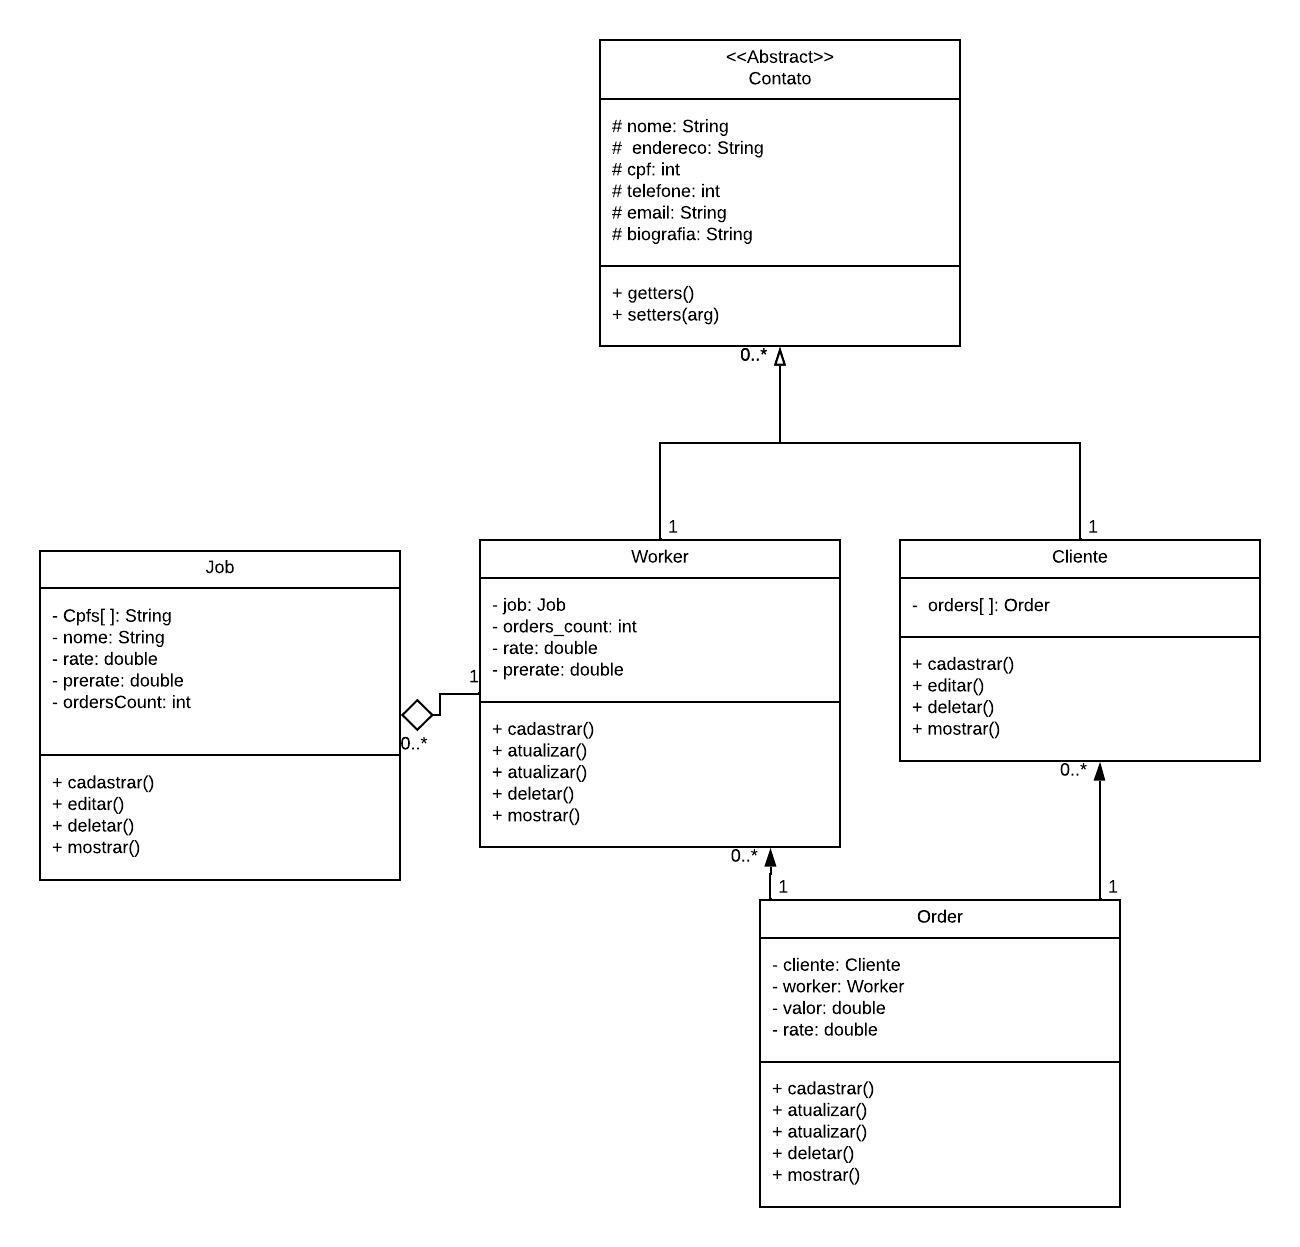 <<Abstract>>
Contato
# nome: String
#  endereco: String
# cpf: int
# telefone: int
# email: String
# biografia: String
+ getters()
+ setters(arg)
0..*
1
1
Job
- Cpfs[ ]: String
- nome: String
- rate: double
- prerate: double
- ordersCount: int
+ cadastrar()
+ editar()
+ deletar()
+ mostrar()
1
0..*
Worker
- job: Job
- orders_count: int
- rate: double
- prerate: double
+ cadastrar()
+ atualizar()
+ atualizar()
+ deletar()
+ mostrar()
Cliente
-  orders[ ]: Order
+ cadastrar()
+ editar()
+ deletar()
+ mostrar()
0..*
0..*
1
1
Order
- cliente: Cliente
- worker: Worker
- valor: double
- rate: double
+ cadastrar()
+ atualizar()
+ atualizar()
+ deletar()
+ mostrar()